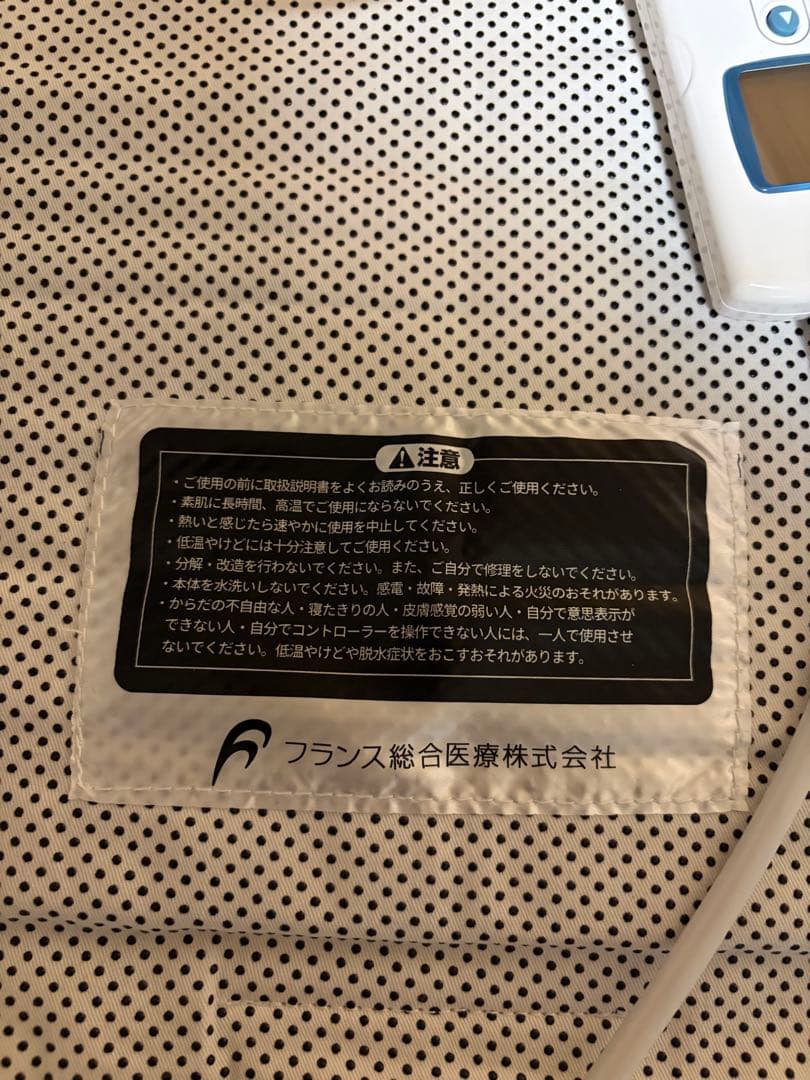 注意
・ご使用の前に取扱説明書をよくお読みのうえ、正しくご使用ください。
・素肌に長時間、高温でご使用にならないでください。
・熱いと感じたら速やかに使用を中止してください。
・低温やけどには十分注意してご使用ください。
・分解・改造を行わないでください。また、ご自分で修理をしないでください。
・本体を水洗いしないでください。感電・故障・発熱による火災のおそれがあります。
・からだの不自由な人・寝たきりの人・皮膚感覚の弱い人・自分で意思表示が
できない人・自分でコントローラーを操作できない人には、一人で使用させ
ないでください。低温やけどや脱水症状をおこすおそれがあります。
フランス総合医療株式会社